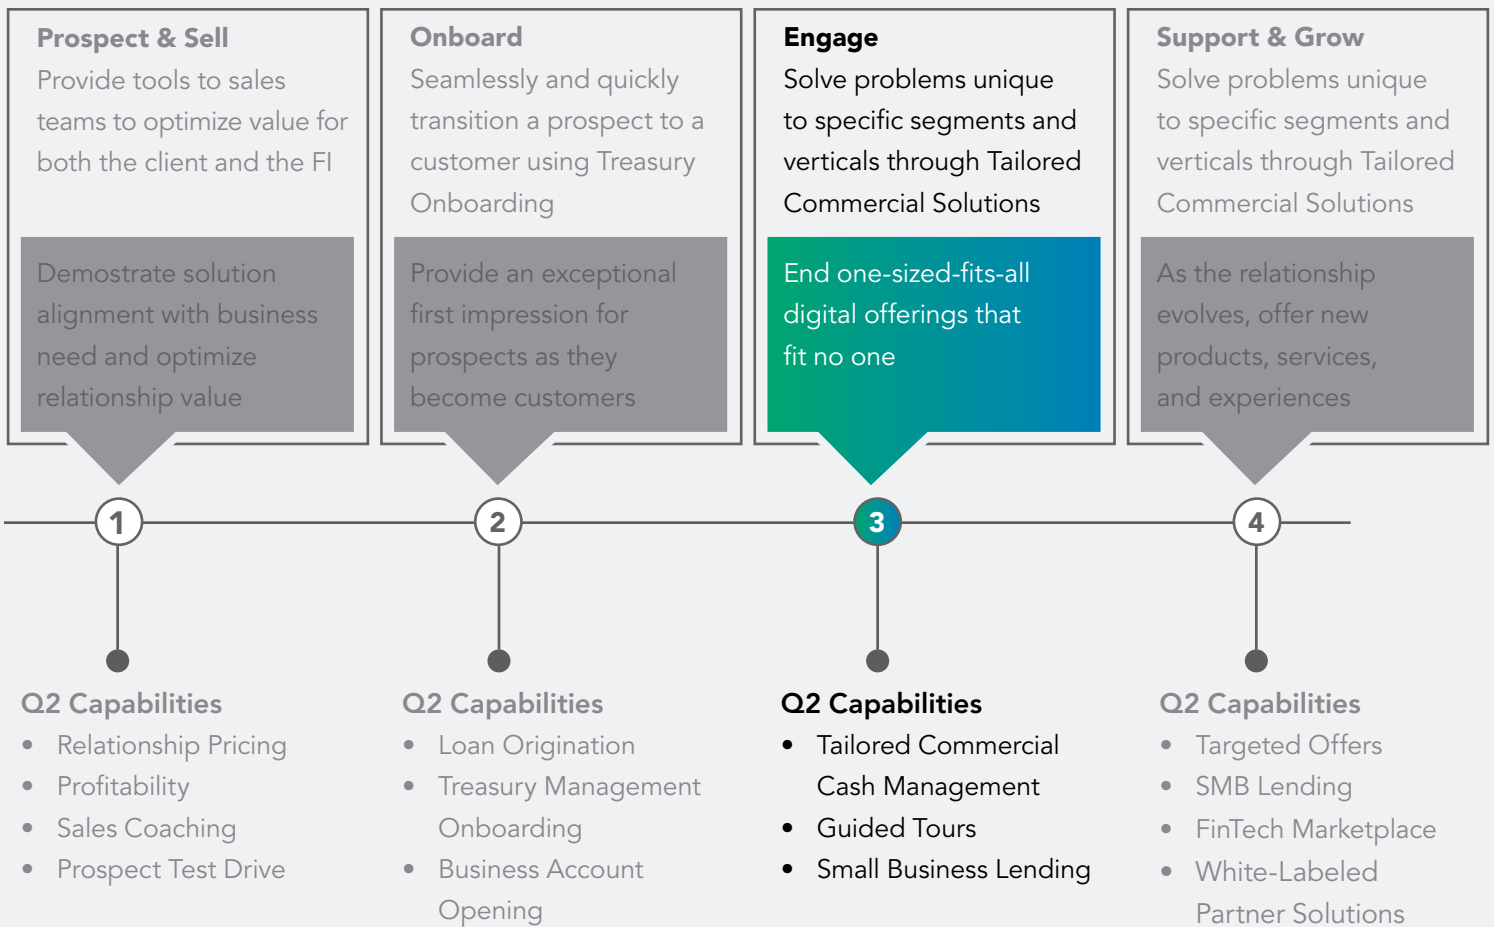 Prospect & Sell
Provide tools to sales
teams to optimize value for
both the client and the FI
Demostrate solution
alignment with business
need and optimize
relationship value
Onboard
Seamlessly and quickly
transition a prospect to a
customer using Treasury
Onboarding
Provide an exceptional
first impression for
prospects as they
become customers
Engage
Solve problems unique
to specific segments and
verticals through Tailored
Commercial Solutions
End one-sized-fits-all
digital offerings that
fit no one
Support & Grow
Solve problems unique
to specific segments and
verticals through Tailored
Commercial Solutions
As the relationship
evolves, offer new
products, services,
and experiences
1
2
3
4
Q2 Capabilities
• Relationship Pricing
• Profitability
• Sales Coaching
• Prospect Test Drive
Q2 Capabilities
• Loan Origination
• Treasury Management
Onboarding
• Business Account
Opening
Q2 Capabilities
• Tailored Commercial
Cash Management
• Guided Tours
• Small Business Lending
Q2 Capabilities
• Targeted Offers
• SMB Lending
• FinTech Marketplace
• White-Labeled
Partner Solutions